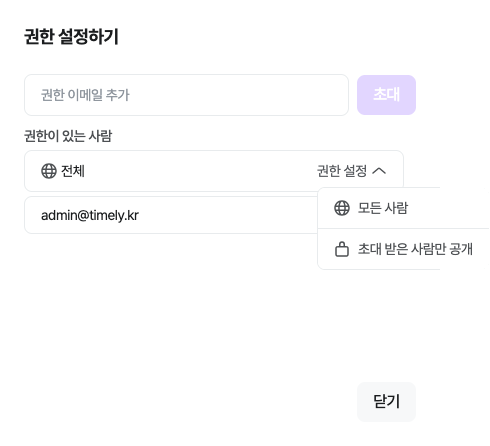 권한 설정하기
권한 이메일 추가
초대
권한이 있는 사람
전체
권한 설정
admin@timely.kr
모든 사람
초대 받은 사람만 공개
닫기